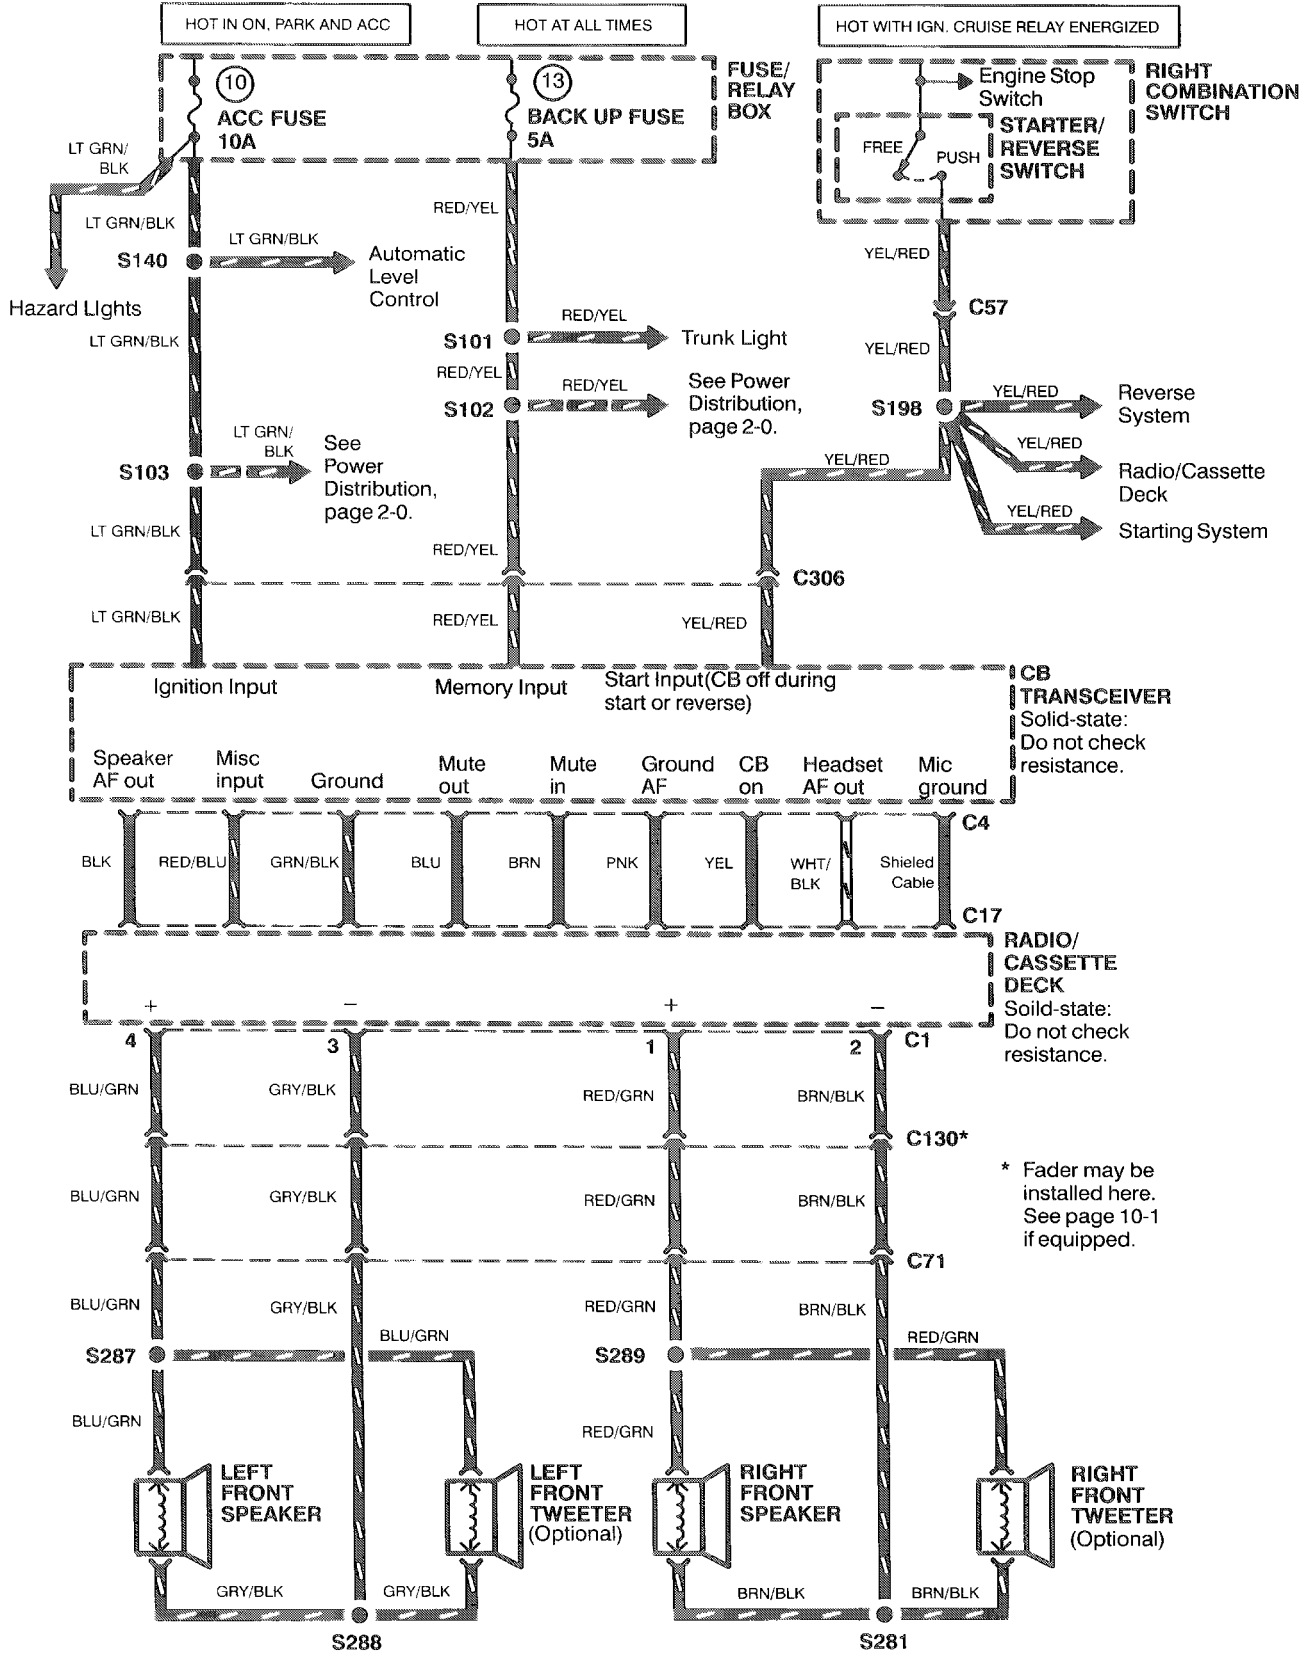 HOT IN ON, PARK AND ACC
HOT AT ALL TIMES
HOT WITH IGN. CRUISE RELAY ENERGIZED
10
ACC FUSE
10A
13
BACK UP FUSE
5A
FUSE/
RELAY
BOX
Engine Stop
Switch
RIGHT
COMBINATION
SWITCH
STARTER/
REVERSE
SWITCH
FREE
PUSH
LT GRN/
BLK
LT GRN/BLK
RED/YEL
YEL/RED
S140
LT GRN/BLK
Automatic
Level
Control
Hazard LIghts
C57
LT GRN/BLK
S101
RED/YEL
Trunk Light
YEL/RED
RED/YEL
S102
RED/YEL
See Power
Distribution,
page 2-0.
S198
YEL/RED
Reverse
System
YEL/RED
Radio/Cassette
Deck
YEL/RED
Starting System
YEL/RED
S103
LT GRN/
BLK
See
Power
Distribution,
page 2-0.
LT GRN/BLK
RED/YEL
C306
LT GRN/BLK
RED/YEL
YEL/RED
Ignition Input
Memory Input
Start Input(CB off during
start or reverse)
CB
TRANSCEIVER
Solid-state:
Do not check
resistance.
Speaker
AF out
Misc
input
Ground
Mute
out
Mute
in
Ground
AF
CB
on
Headset
AF out
Mic
ground
C4
BLK
RED/BLU
GRN/BLK
BLU
BRN
PNK
YEL
WHT/
BLK
Shieled
Cable
C17
RADIO/
CASSETTE
DECK
Soild-state:
Do not check
resistance.
+
−
+
−
4
3
1
2
C1
BLU/GRN
GRY/BLK
RED/GRN
BRN/BLK
C130*
* Fader may be
installed here.
See page 10-1
if equipped.
BLU/GRN
GRY/BLK
RED/GRN
BRN/BLK
C71
BLU/GRN
GRY/BLK
RED/GRN
BRN/BLK
S287
BLU/GRN
S289
RED/GRN
BLU/GRN
RED/GRN
LEFT
FRONT
SPEAKER
LEFT
FRONT
TWEETER
(Optional)
RIGHT
FRONT
SPEAKER
RIGHT
FRONT
TWEETER
(Optional)
GRY/BLK
GRY/BLK
BRN/BLK
BRN/BLK
S288
S281